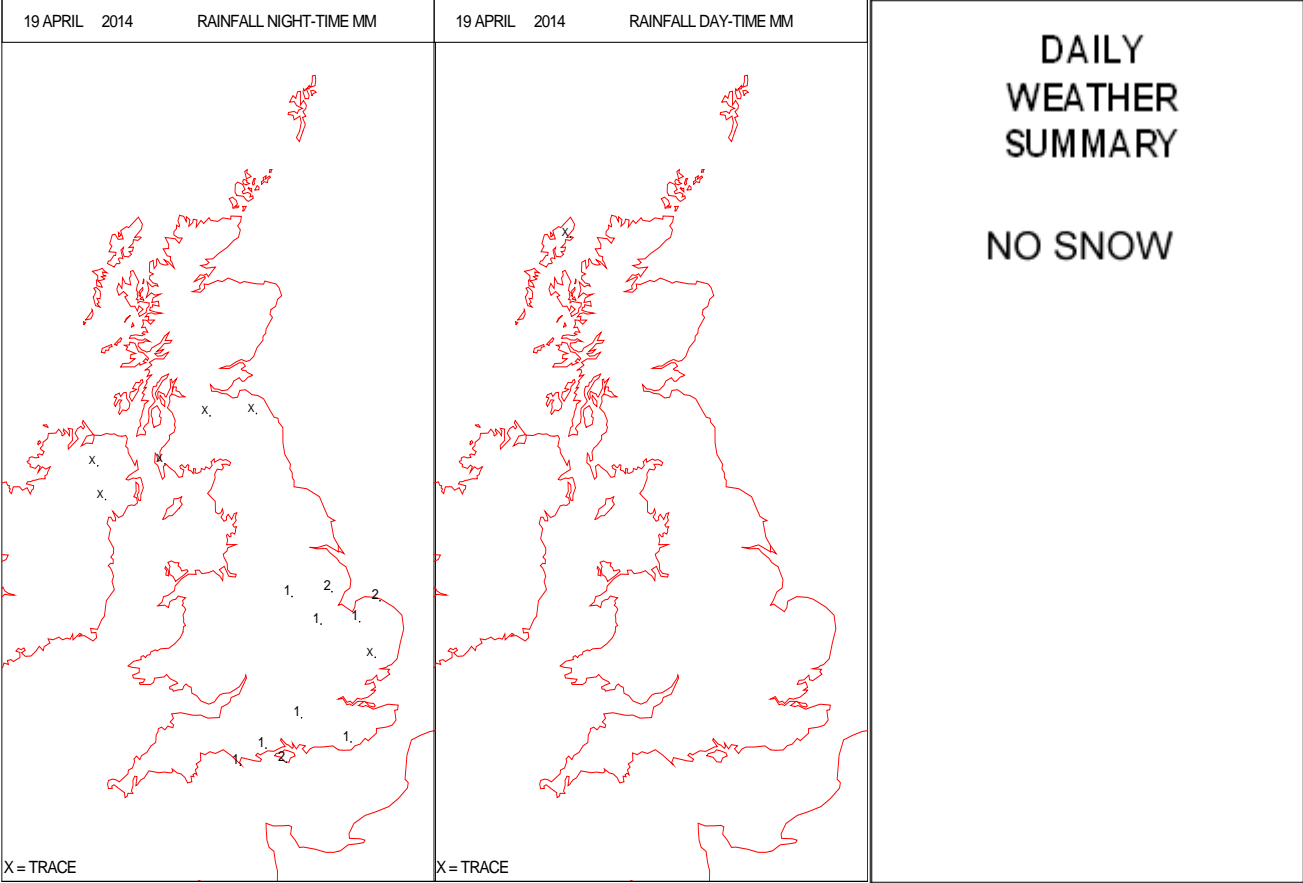 19 APRIL 2014 RAINFALL NIGHT-TIME MM
X.
X.
X.
X
X.
1.
2.
2.
1.
1.
X.
1.
1.
1.
1.
2.
X = TRACE
19 APRIL 2014 RAINFALL DAY-TIME MM
X.
X = TRACE
DAILY
WEATHER
SUMMARY
NO SNOW